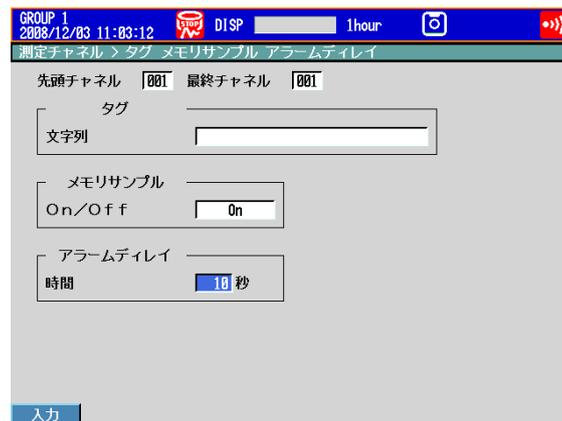 GROUP 1
2008/12/03 11:03:12 STOP DISP 1hour
測定チャネル > タグ メモリサンプル アラームディレイ
先頭チャネル 001 最終チャネル 001
タグ
文字列
メモリサンプル
On/Off On
アラームディレイ
時間 10 秒
入力